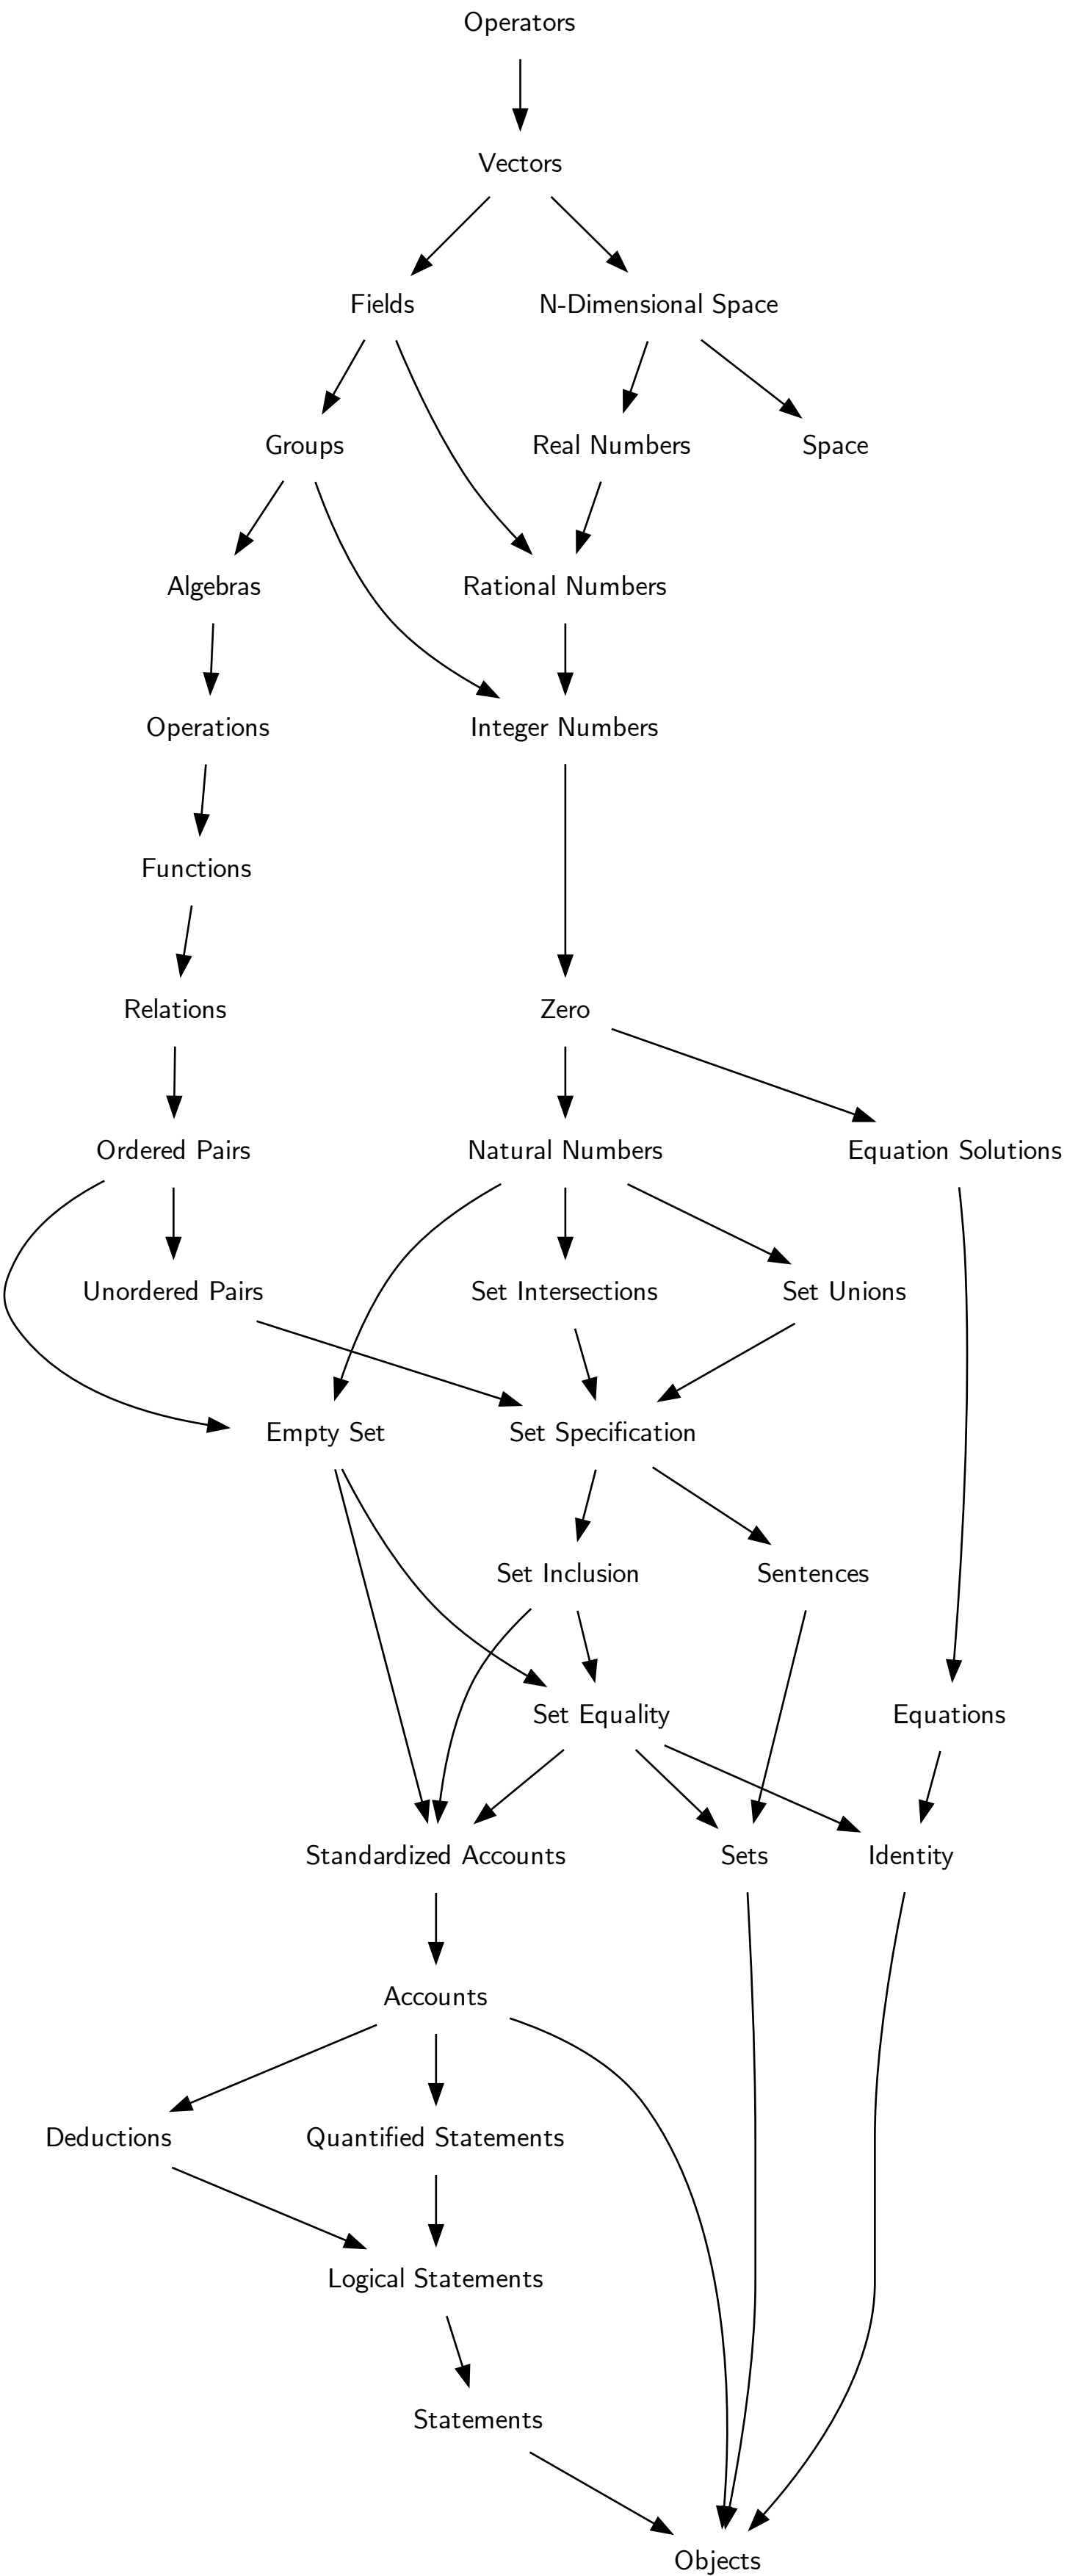 Operators
Vectors
Fields
N-Dimensional Space
Groups
Real Numbers
Space
Algebras
Rational Numbers
Operations
Integer Numbers
Functions
Relations
Zero
Ordered Pairs
Natural Numbers
Equation Solutions
Unordered Pairs
Set Intersections
Set Unions
Empty Set
Set Specification
Set Inclusion
Sentences
Set Equality
Equations
Standardized Accounts
Sets
Identity
Accounts
Deductions
Quantified Statements
Logical Statements
Statements
Objects